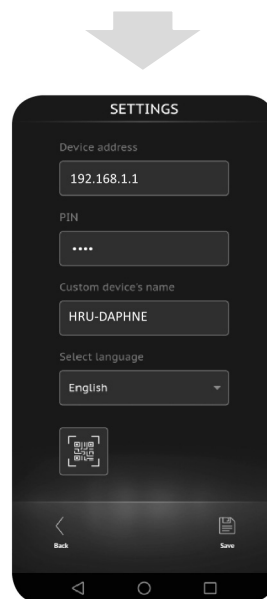 SETTINGS
Device address
192.168.1.1
PIN
••••
Custom device's name
HRU-DAPHNE
Select language
English
Back
Save